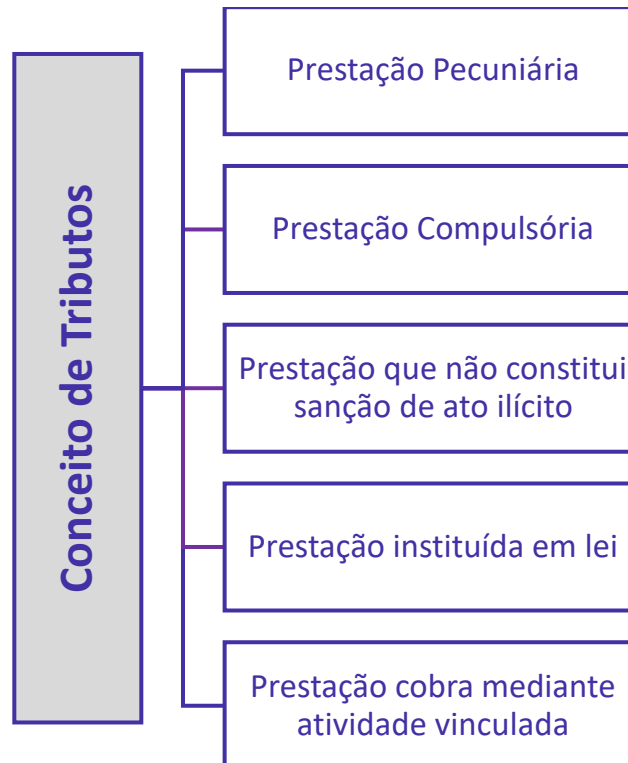 Conceito de Tributos
Prestação Pecuniária
Prestação Compulsória
Prestação que não constitui
sanção de ato ilícito
Prestação instituída em lei
Prestação cobra mediante
atividade vinculada